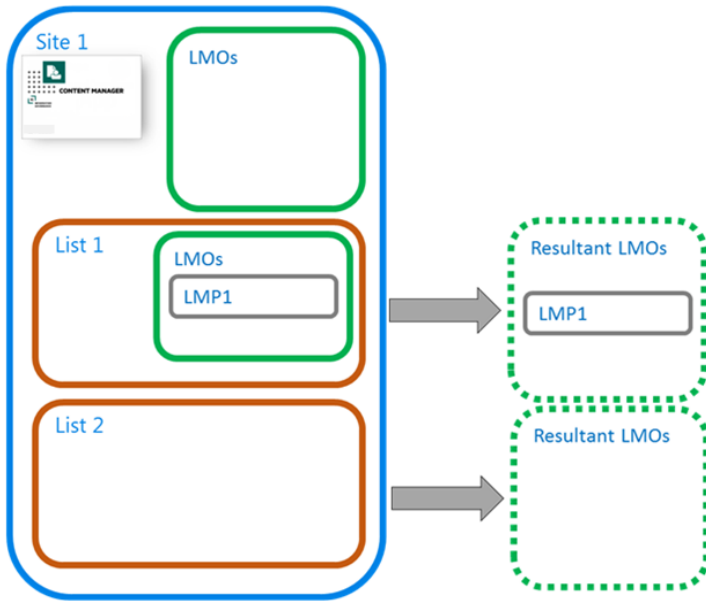 Site 1
CONTENT MANAGER
LMOs
List 1
LMOs
LMP1
Resultant LMOs
LMP1
List 2
Resultant LMOs